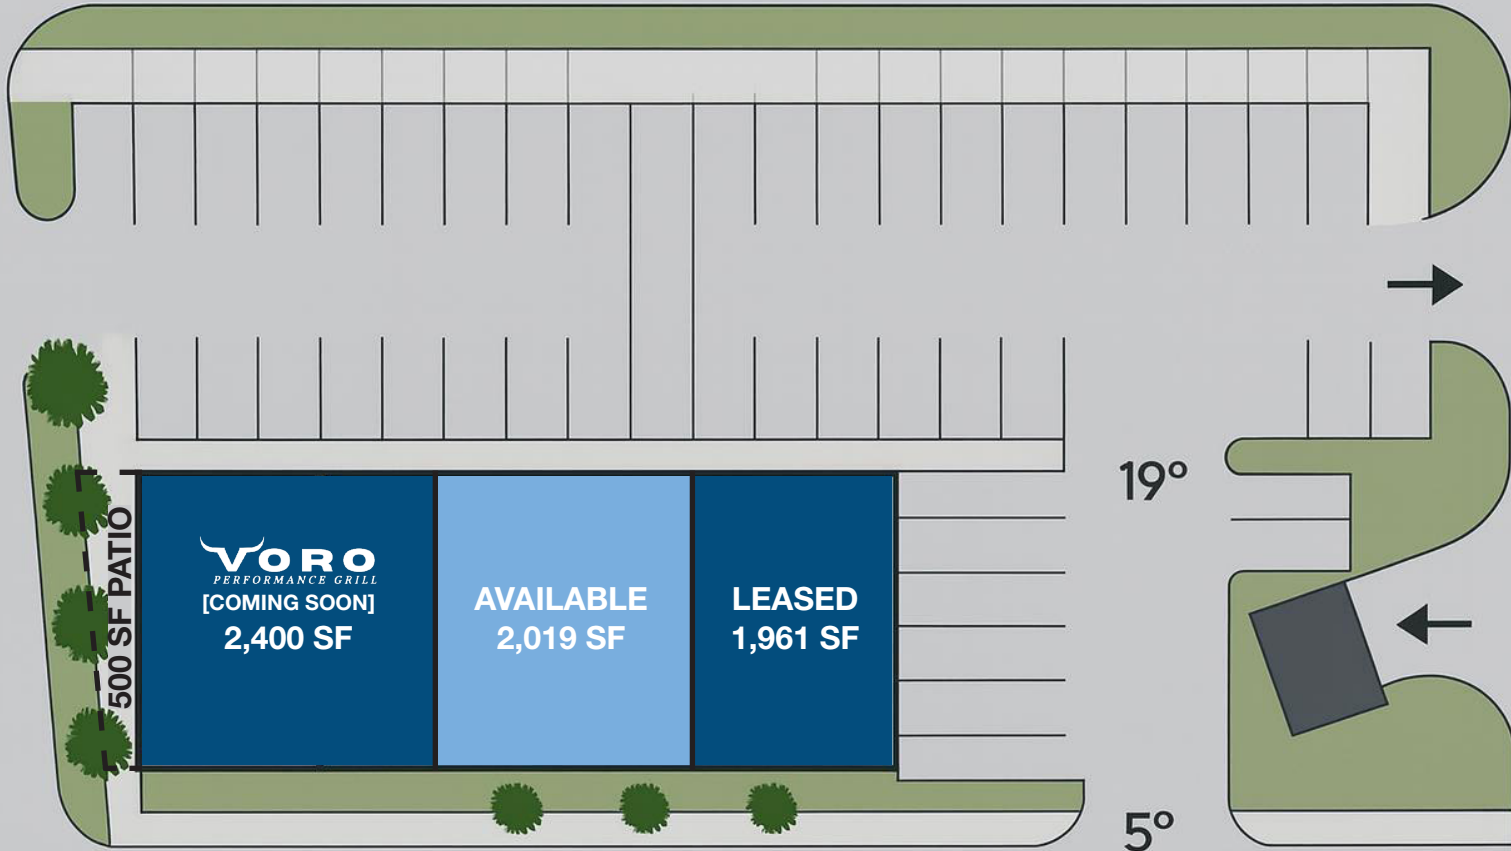 19°
500 SF PATIO
VORO
PERFORMANCE GRILL
[COMING SOON]
2,400 SF
AVAILABLE
2,019 SF
LEASED
1,961 SF
5°